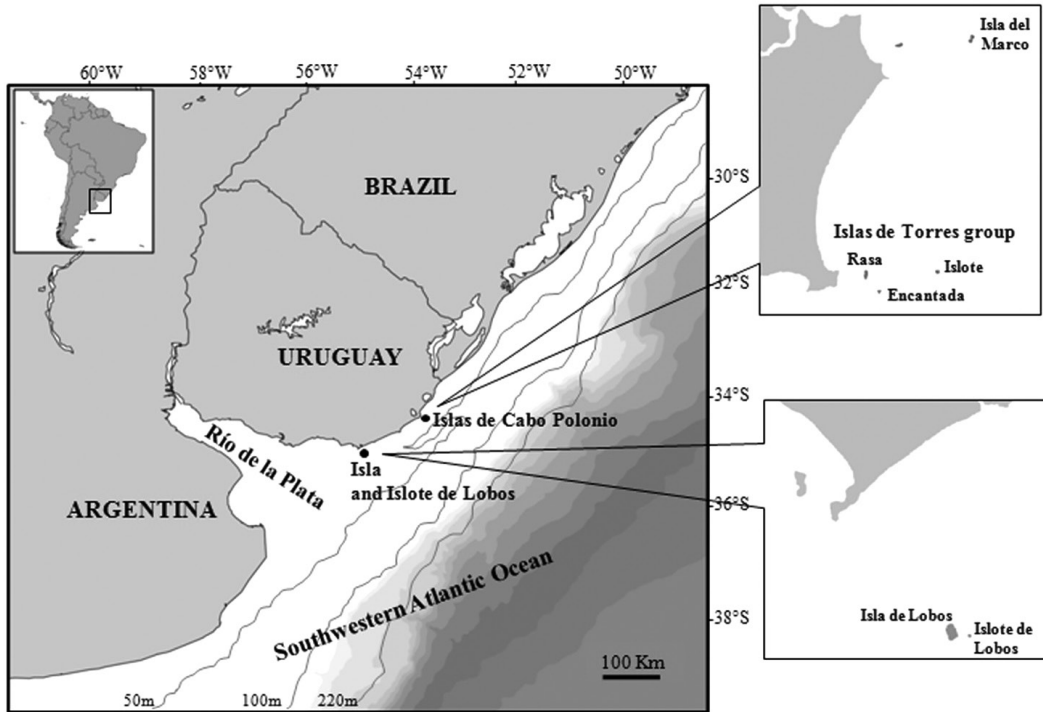 60°W 58°W 56°W 54°W 52°W 50°W
BRAZIL
30°S
32°S
URUGUAY
34°S
Islas de Cabo Polonio
Río de la Plata
Isla
and Islote de Lobos
ARGENTINA
36°S
Southwestern Atlantic Ocean
38°S
100 Km
50m 100m 220m
Isla del
Marco
Islas de Torres group
Rasa
Islote
Encantada
Isla de Lobos
Islote de
Lobos